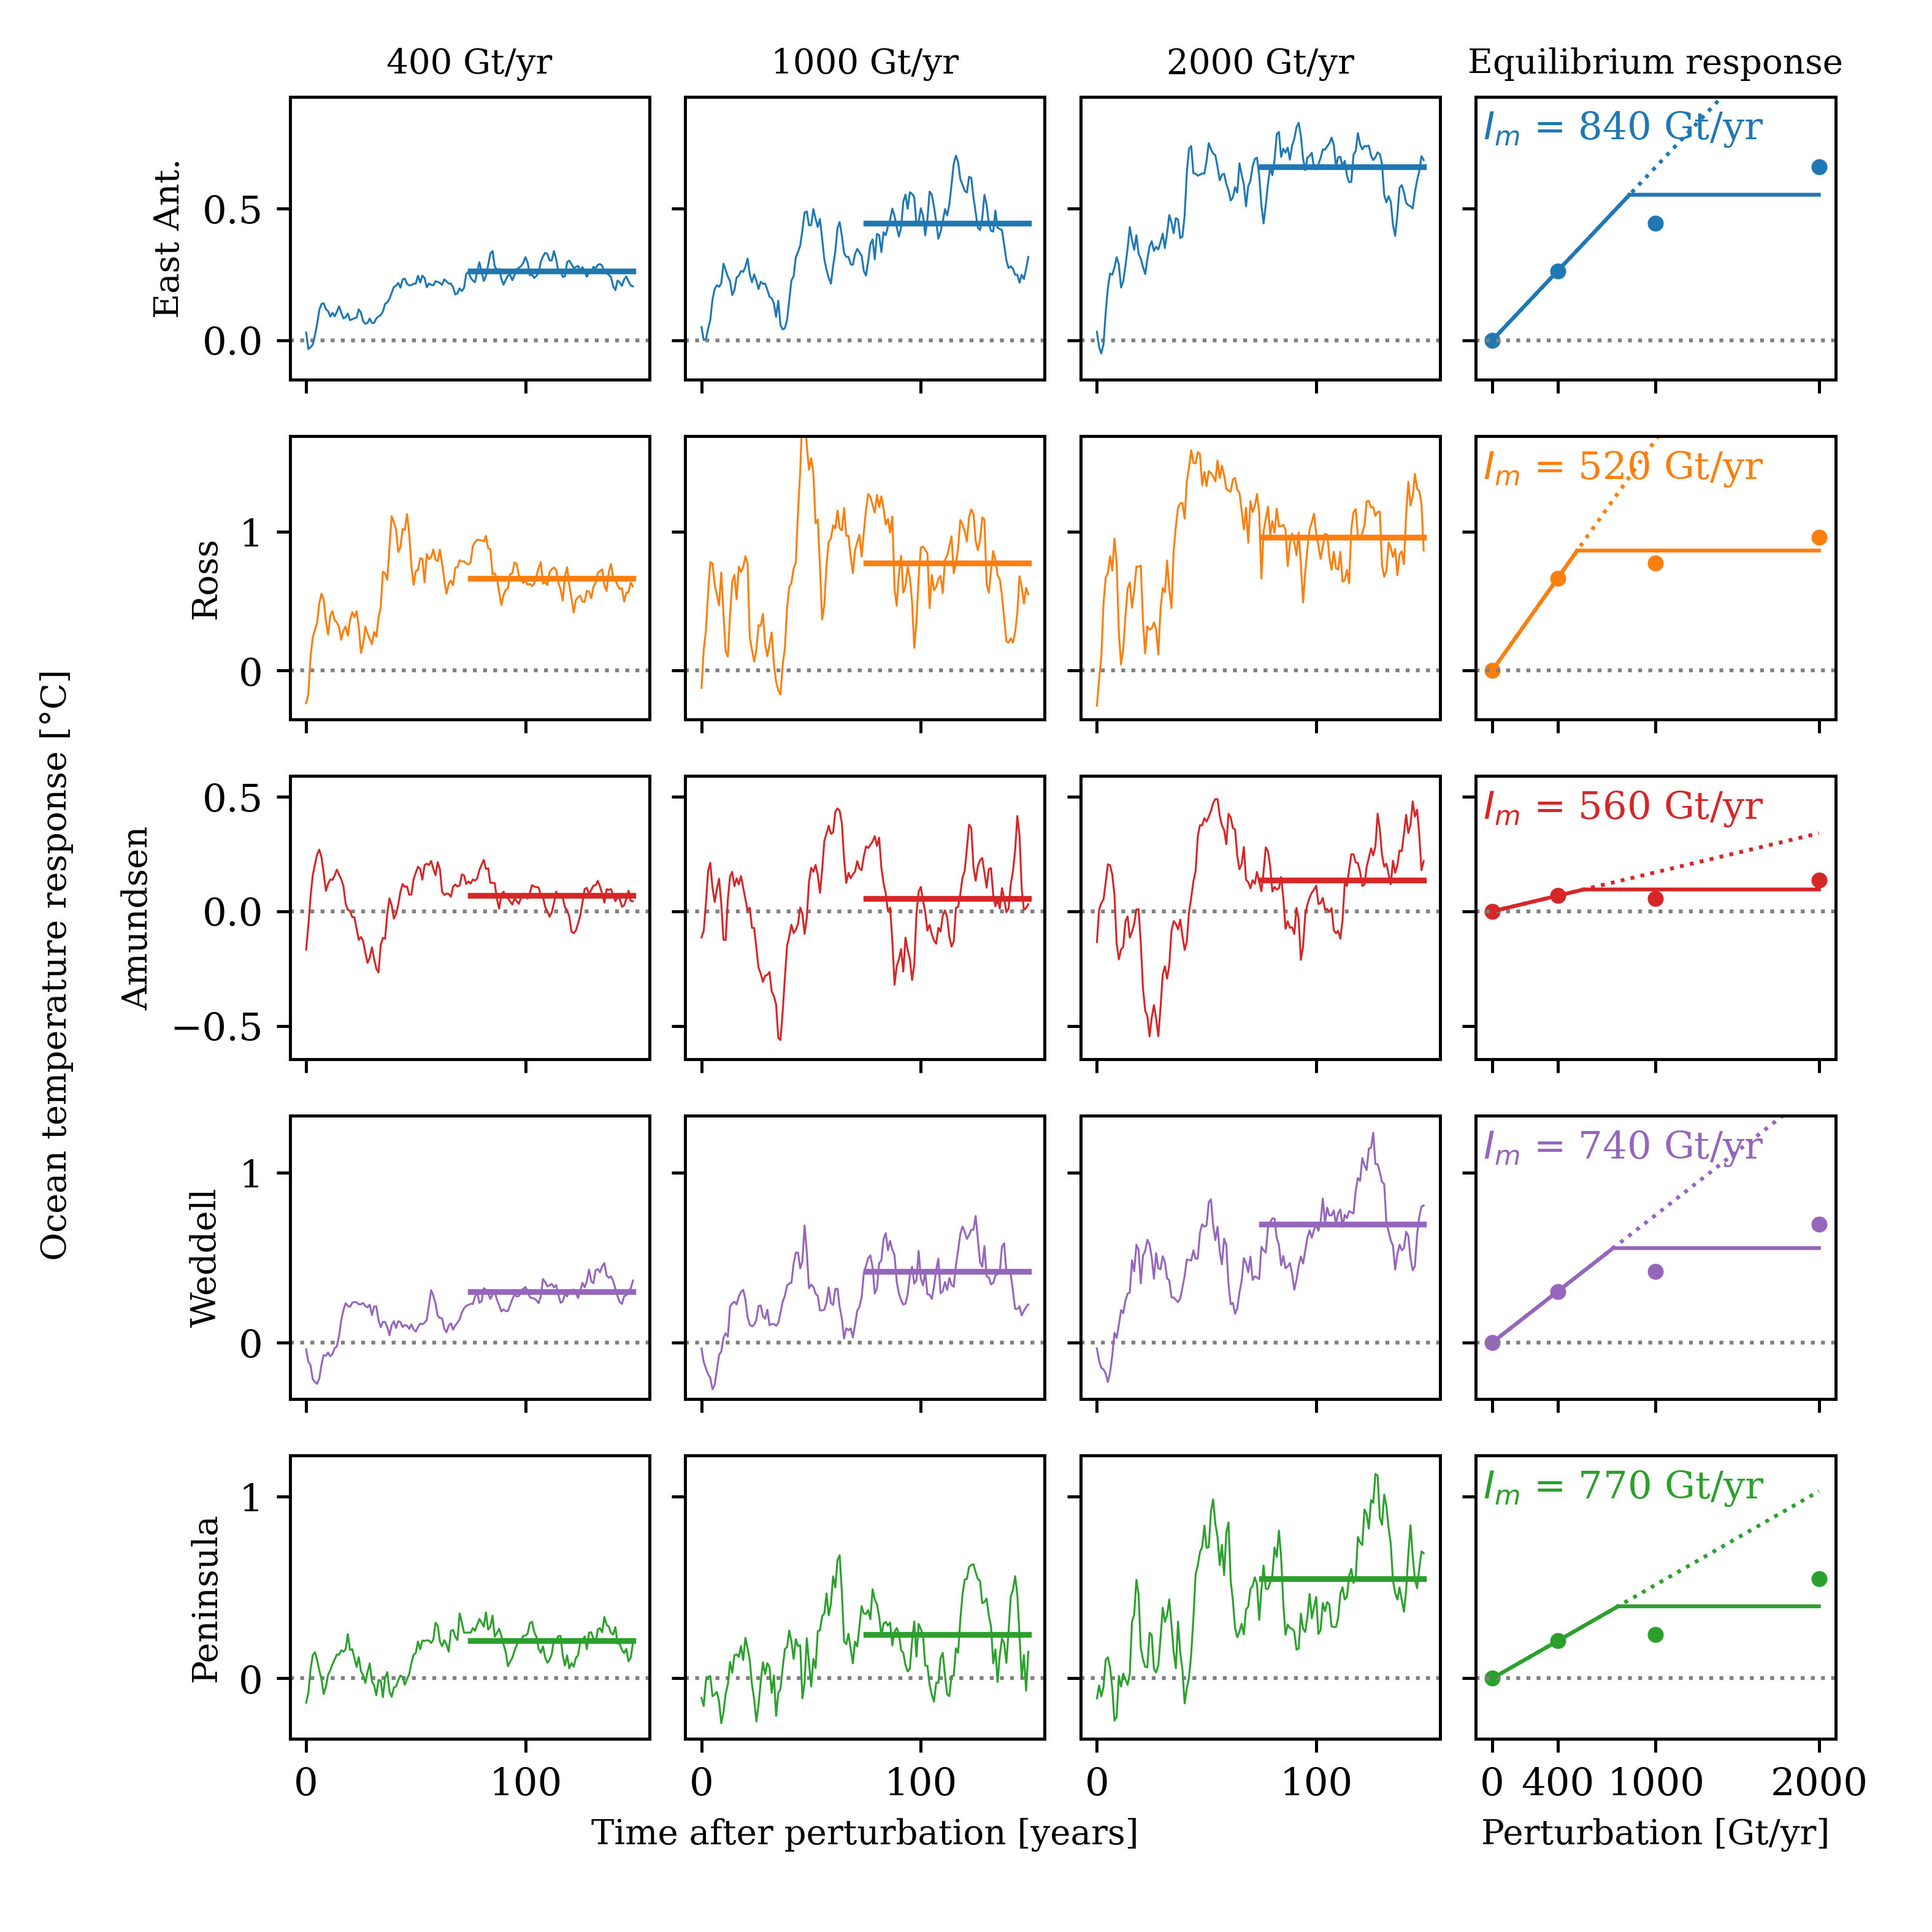 400 Gt/yr
1000 Gt/yr
2000 Gt/yr
Equilibrium response
East Ant.
0.5
0.0
I_m = 840 Gt/yr
Ross
1
0
I_m = 520 Gt/yr
Ocean temperature response [°C]
Amundsen
0.5
0.0
−0.5
I_m = 560 Gt/yr
Weddell
1
0
I_m = 740 Gt/yr
Peninsula
1
0
I_m = 770 Gt/yr
0 100
0 100
0 100
0 400 1000 2000
Time after perturbation [years]
Perturbation [Gt/yr]